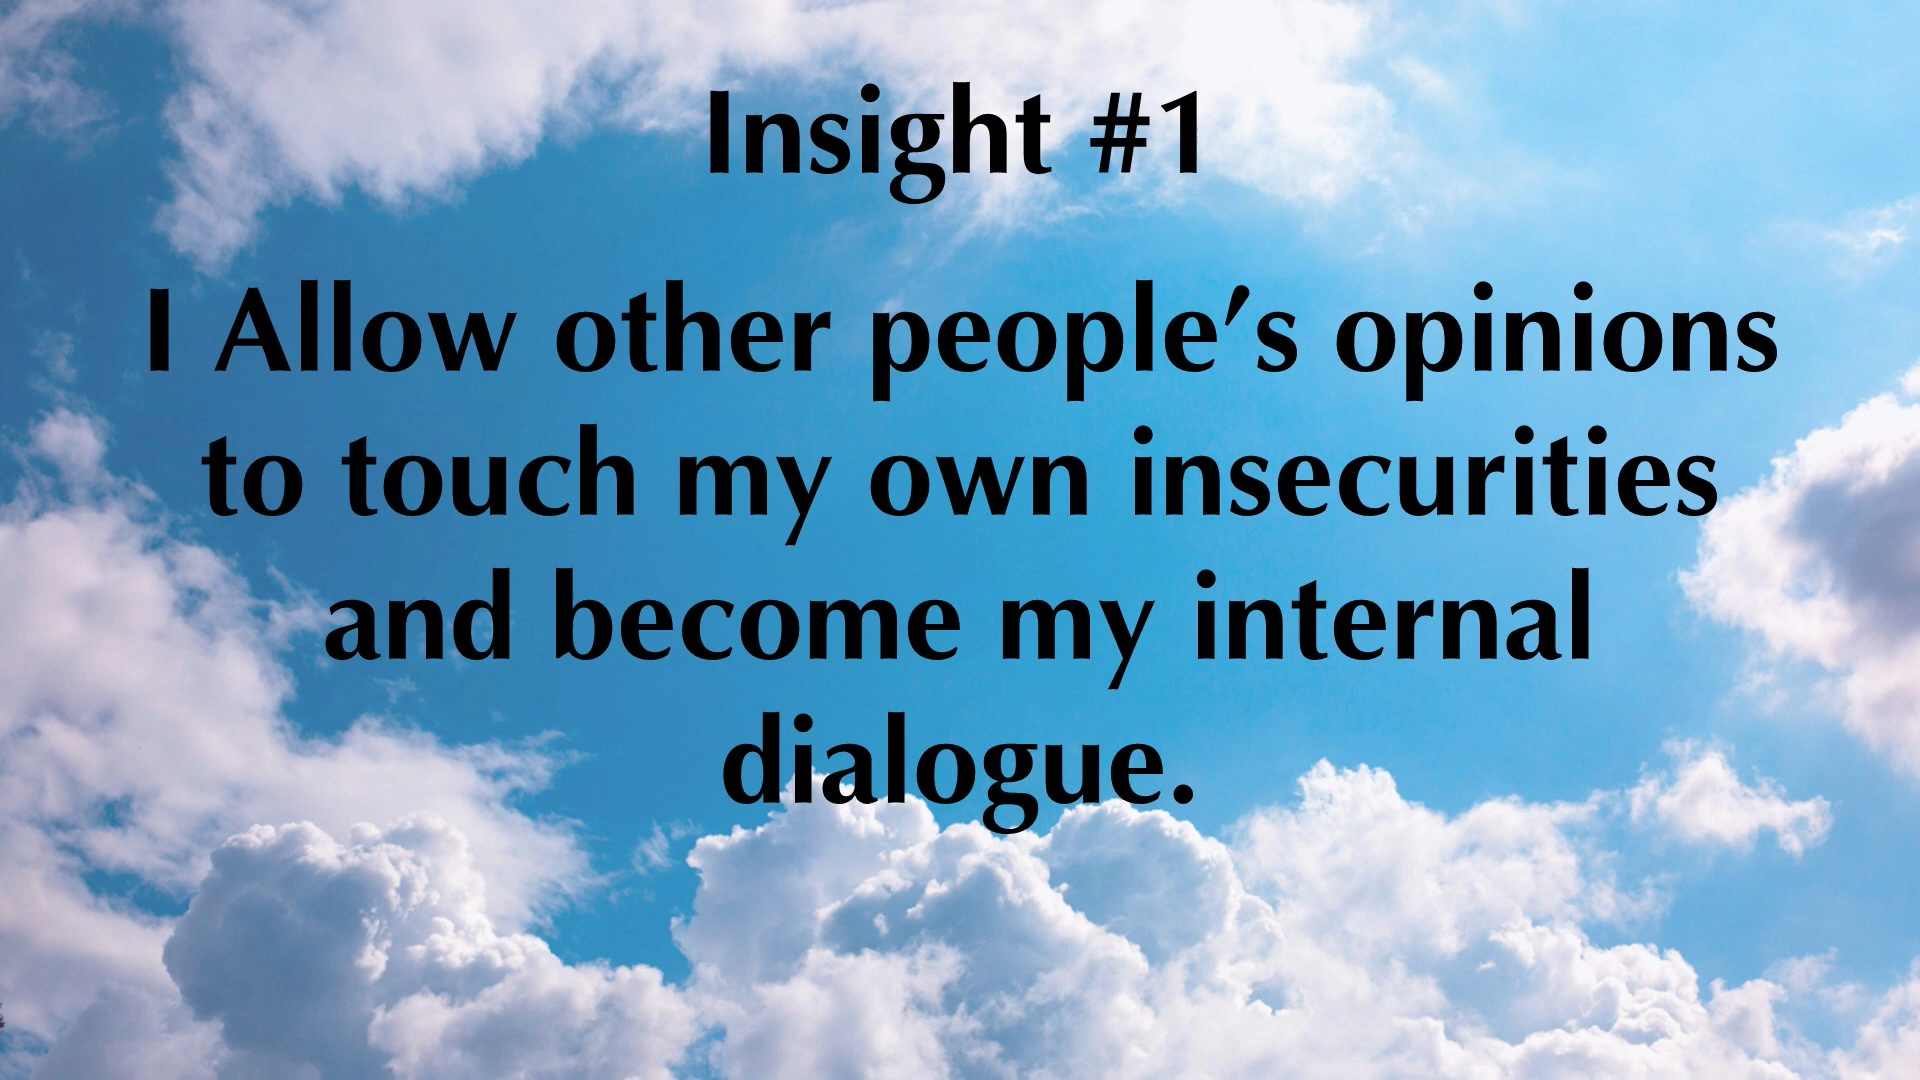 Insight #1
I Allow other people's opinions
to touch my own insecurities
and become my internal
dialogue.